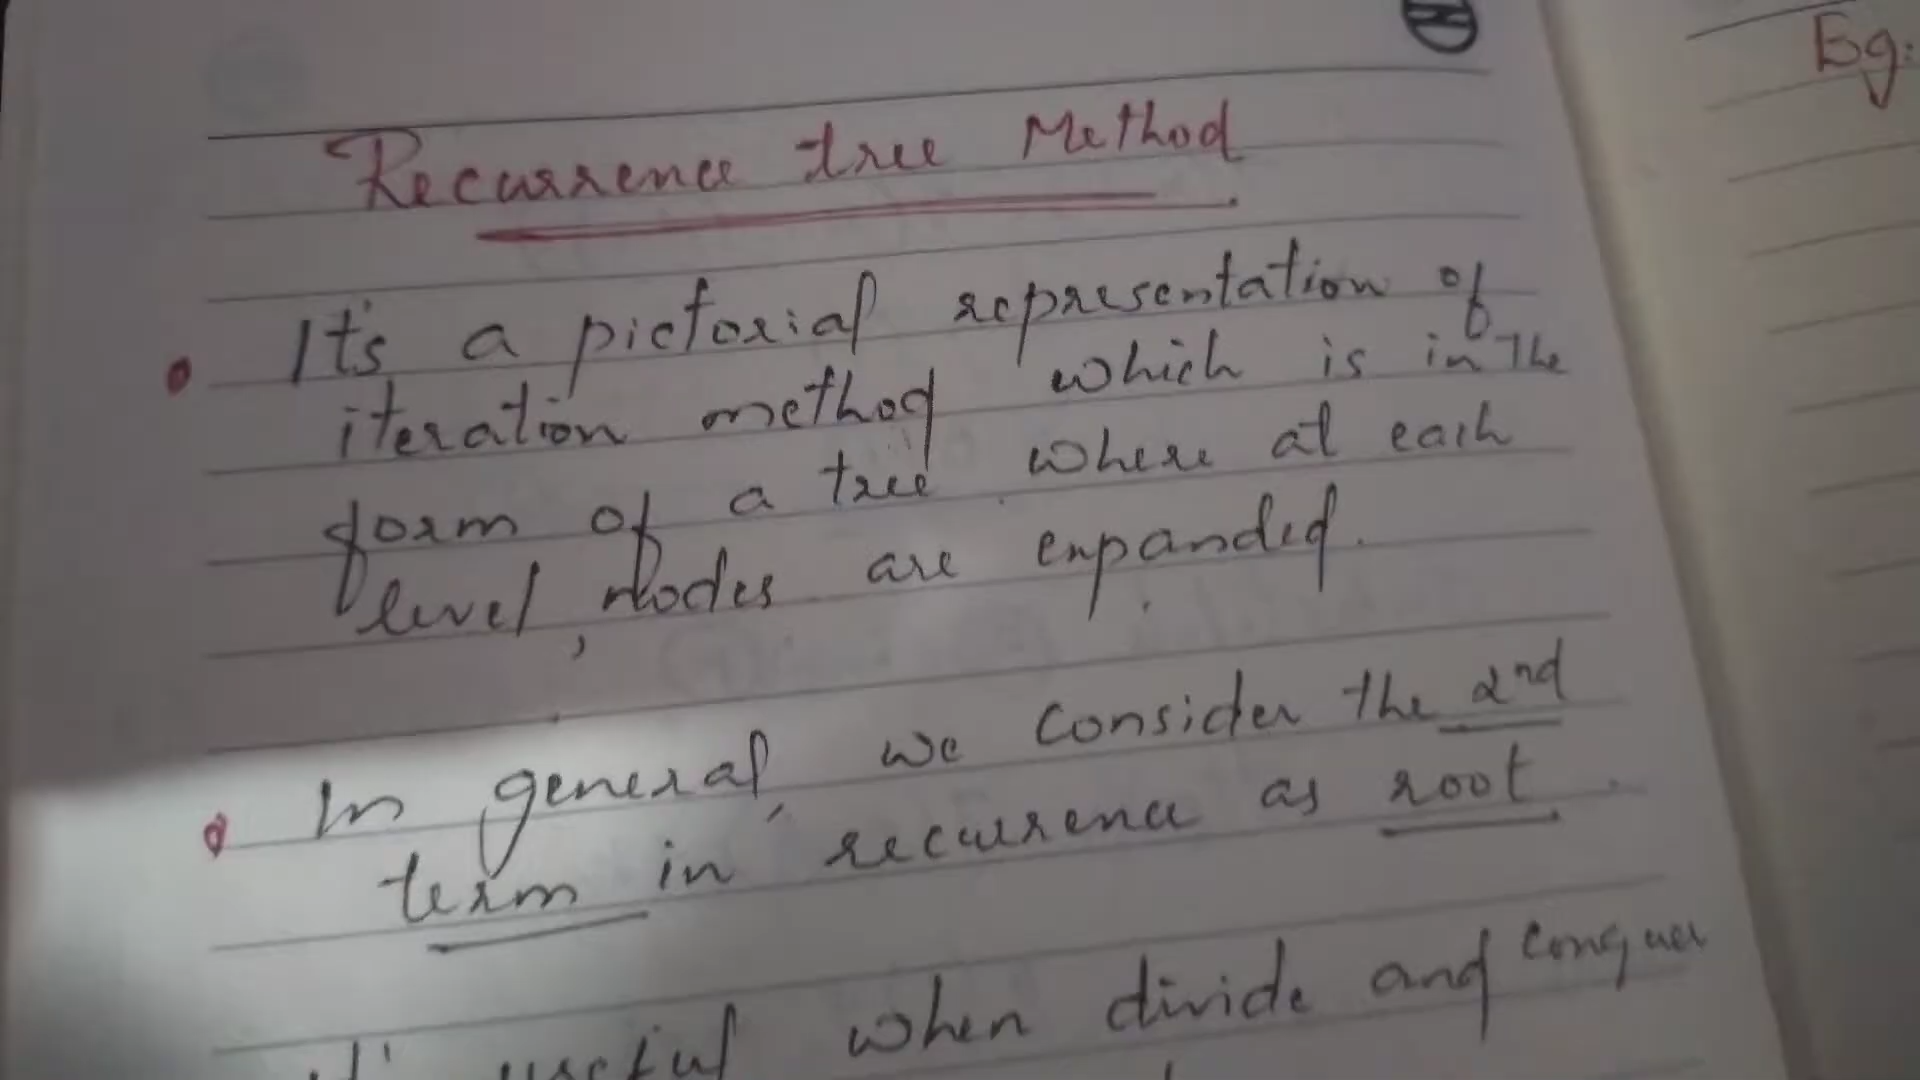 Recurrence tree Method
It's a pictorial representation of
iteration method which is in the
form of a tree where at each
level, nodes are expanded.
In general, we consider the 2nd
term in recurrence as root.
useful when divide and conquer
Eg: